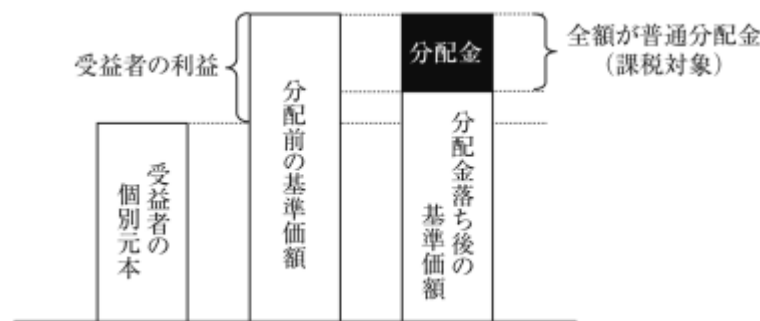 受益者の利益
分配金
全額が普通分配金
（課税対象）
受益者の
個別元本
分配前の基準価額
分配金落ち後の
基準価額